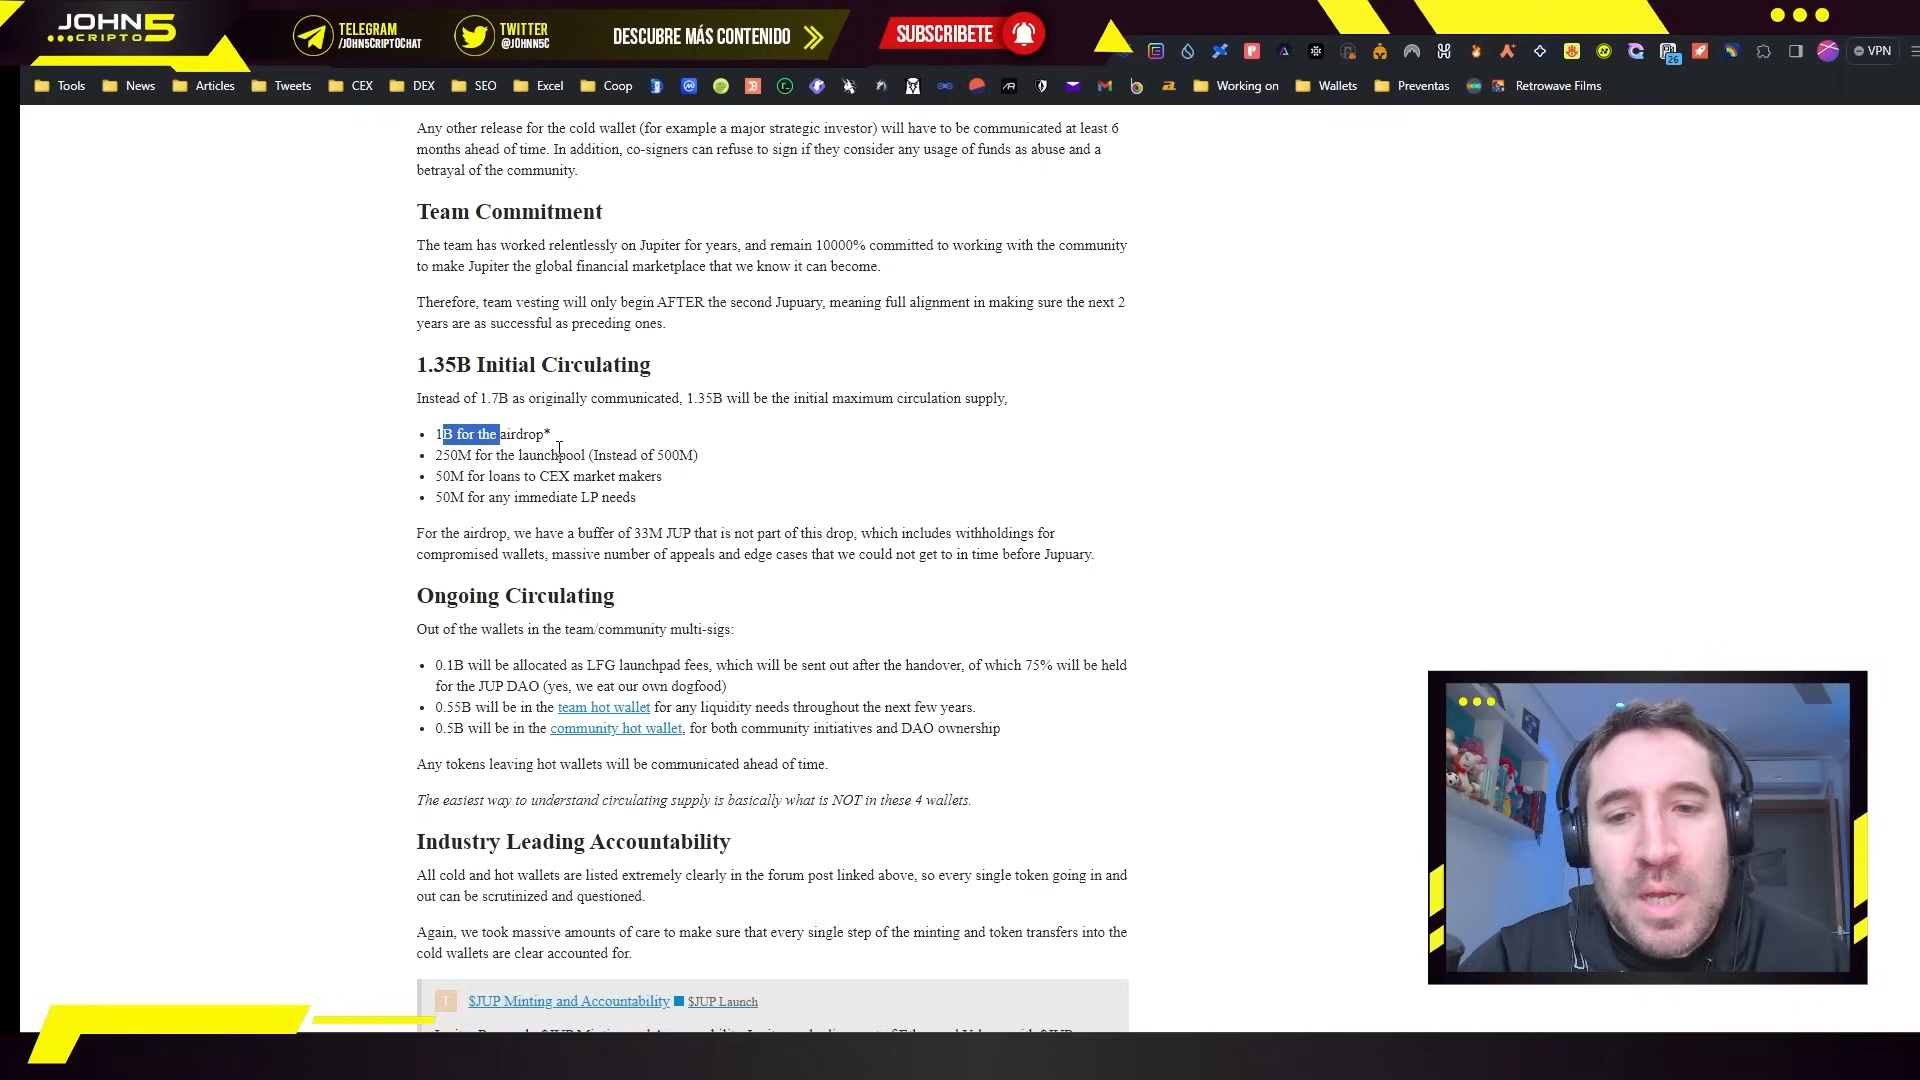 JOHN5
CRIPTO
TELEGRAM
/JOHN5CRIPTOCHAT
TWITTER
@J0HNN5C
DESCUBRE MÁS CONTENIDO
SUBSCRIBETE
26
VPN
Tools
News
Articles
Tweets
CEX
DEX
SEO
Excel
Coop
Working on
Wallets
Preventas
Retrowave Films
Any other release for the cold wallet (for example a major strategic investor) will have to be communicated at least 6
months ahead of time. In addition, co-signers can refuse to sign if they consider any usage of funds as abuse and a
betrayal of the community.
Team Commitment
The team has worked relentlessly on Jupiter for years, and remain 10000% committed to working with the community
to make Jupiter the global financial marketplace that we know it can become.
Therefore, team vesting will only begin AFTER the second Jupuary, meaning full alignment in making sure the next 2
years are as successful as preceding ones.
1.35B Initial Circulating
Instead of 1.7B as originally communicated, 1.35B will be the initial maximum circulation supply,
• 1B for the airdrop*
• 250M for the launchpool (Instead of 500M)
• 50M for loans to CEX market makers
• 50M for any immediate LP needs
For the airdrop, we have a buffer of 33M JUP that is not part of this drop, which includes withholdings for
compromised wallets, massive number of appeals and edge cases that we could not get to in time before Jupuary.
Ongoing Circulating
Out of the wallets in the team/community multi-sigs:
• 0.1B will be allocated as LFG launchpad fees, which will be sent out after the handover, of which 75% will be held
for the JUP DAO (yes, we eat our own dogfood)
• 0.55B will be in the team hot wallet for any liquidity needs throughout the next few years.
• 0.5B will be in the community hot wallet, for both community initiatives and DAO ownership
Any tokens leaving hot wallets will be communicated ahead of time.
The easiest way to understand circulating supply is basically what is NOT in these 4 wallets.
Industry Leading Accountability
All cold and hot wallets are listed extremely clearly in the forum post linked above, so every single token going in and
out can be scrutinized and questioned.
Again, we took massive amounts of care to make sure that every single step of the minting and token transfers into the
cold wallets are clear accounted for.
T $JUP Minting and Accountability $JUP Launch